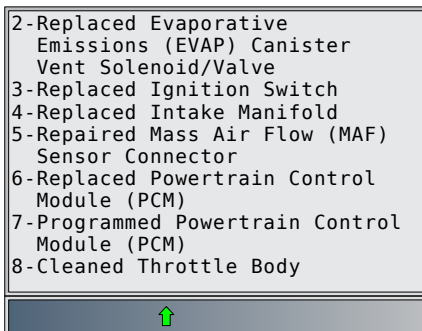 2-Replaced Evaporative
Emissions (EVAP) Canister
Vent Solenoid/Valve
3-Replaced Ignition Switch
4-Replaced Intake Manifold
5-Repaired Mass Air Flow (MAF)
Sensor Connector
6-Replaced Powertrain Control
Module (PCM)
7-Programmed Powertrain Control
Module (PCM)
8-Cleaned Throttle Body